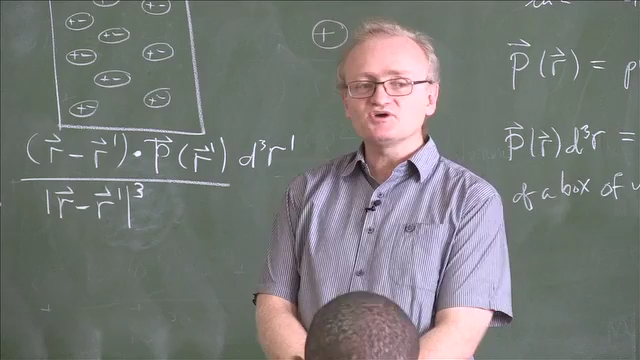 + -
+ -
+ -
+ -
+ -
+ -
+ -
+ -
+ -
(r⃗ - r⃗') · P⃗(r⃗') d³r'
|r⃗ - r⃗'|³
P⃗(r⃗) =
P⃗(r⃗)d³r =
of a box of